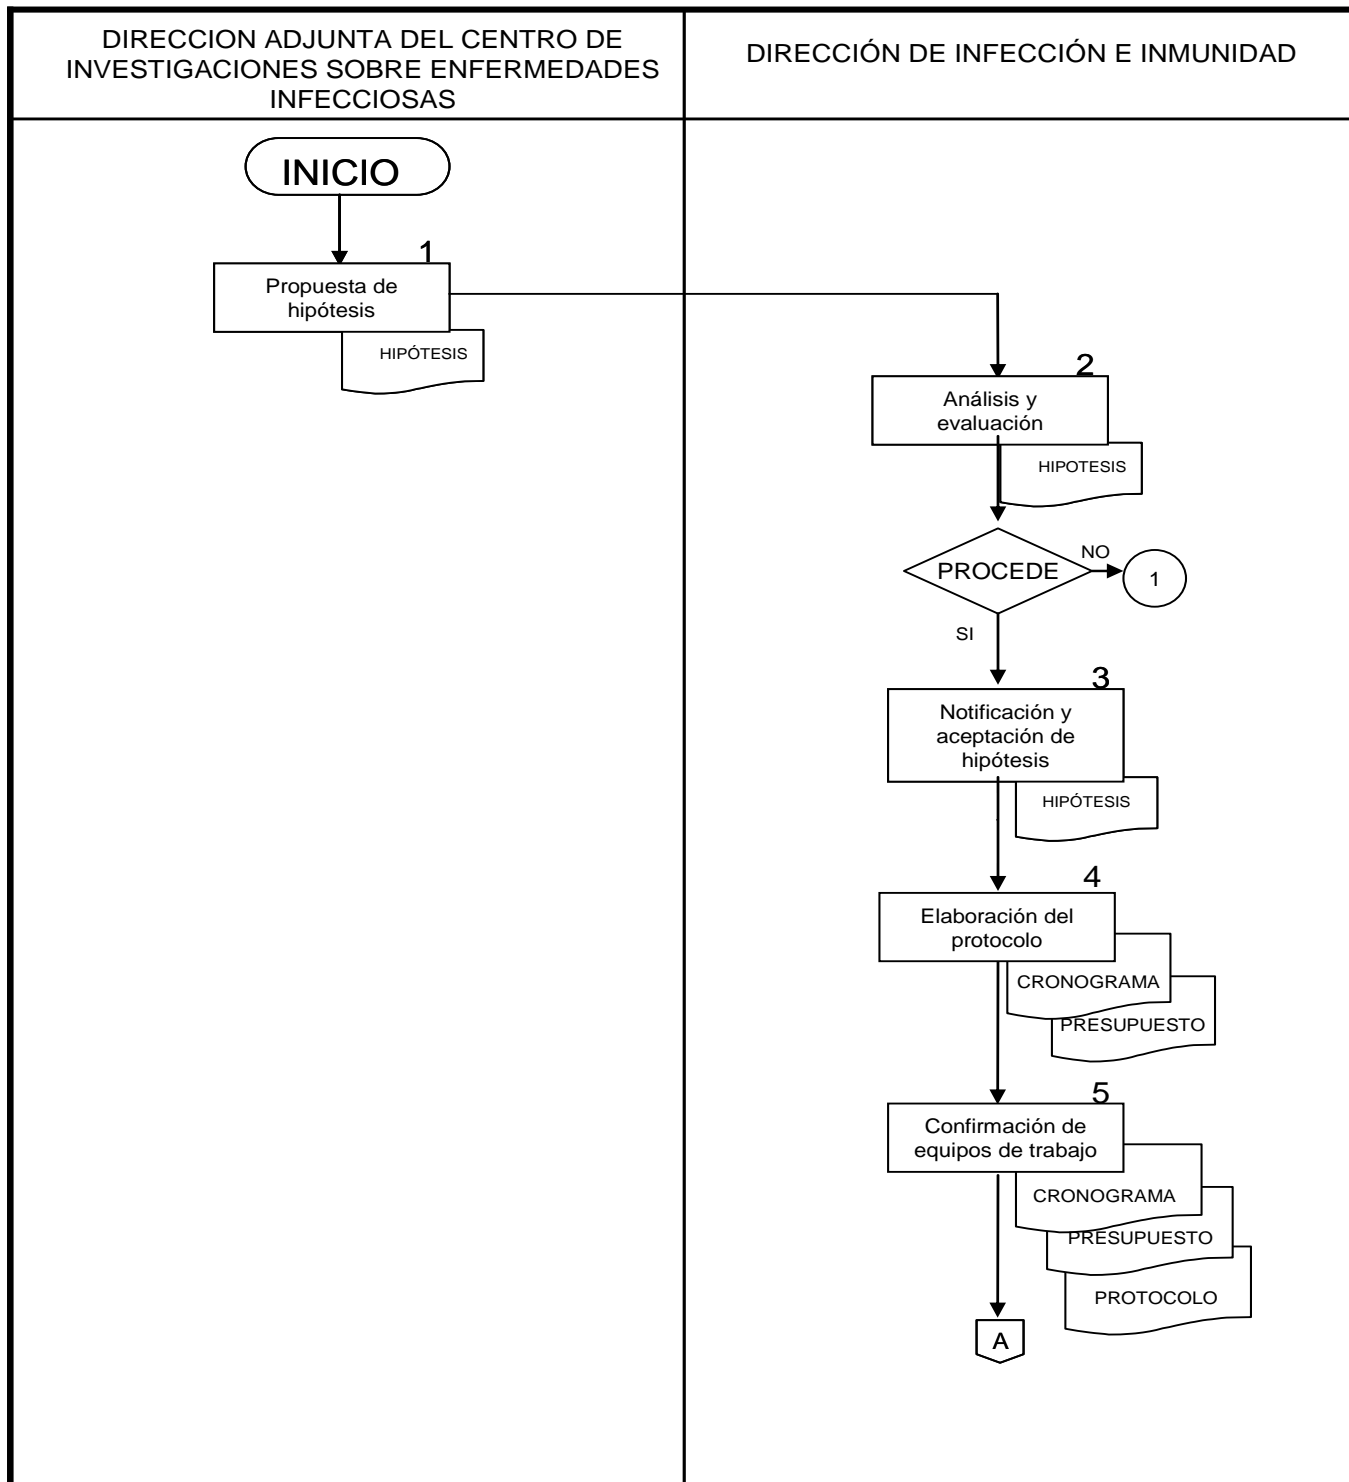 DIRECCION ADJUNTA DEL CENTRO DE
INVESTIGACIONES SOBRE ENFERMEDADES
INFECCIOSAS
DIRECCIÓN DE INFECCIÓN E INMUNIDAD
INICIO
1
Propuesta de
hipótesis
HIPÓTESIS
2
Análisis y
evaluación
HIPOTESIS
PROCEDE
NO
1
SI
3
Notificación y
aceptación de
hipótesis
HIPÓTESIS
4
Elaboración del
protocolo
CRONOGRAMA
PRESUPUESTO
5
Confirmación de
equipos de trabajo
CRONOGRAMA
PRESUPUESTO
PROTOCOLO
A